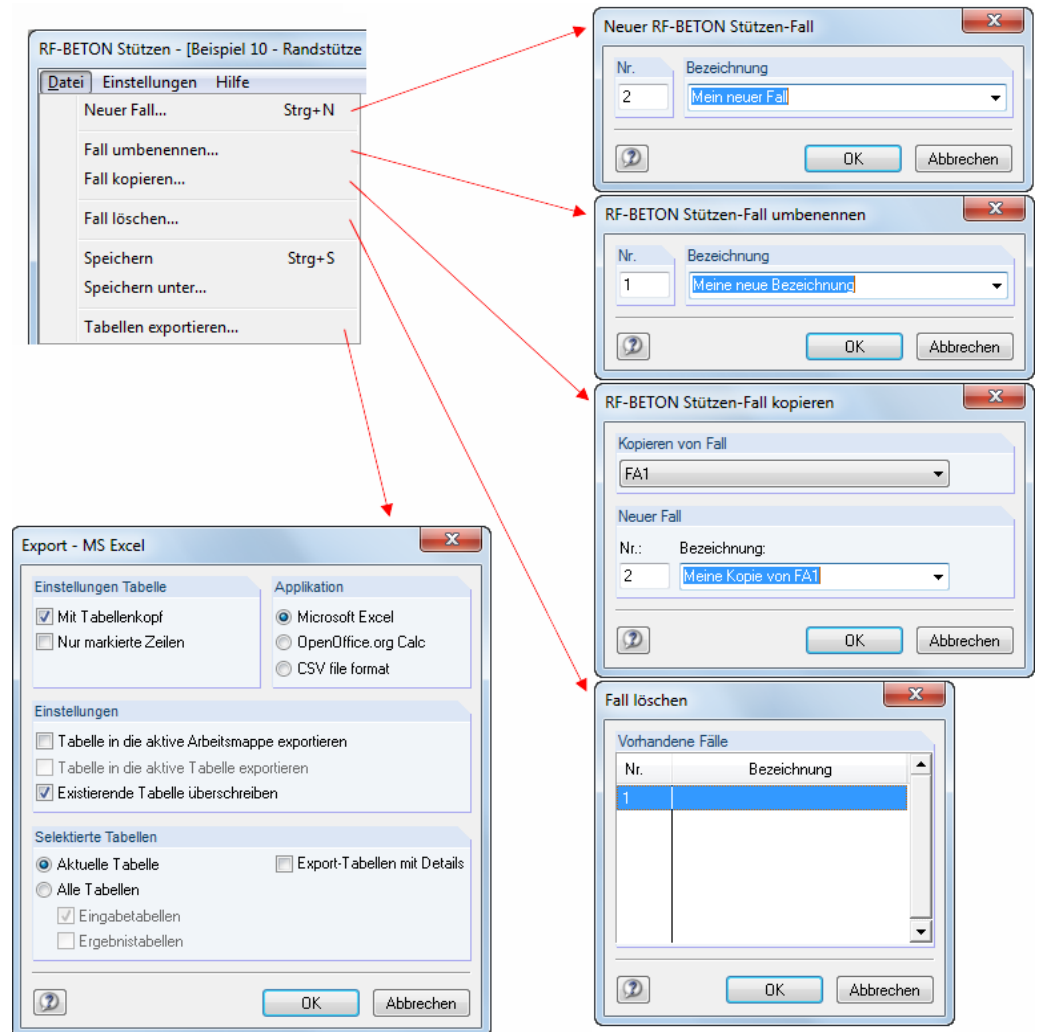 RF-BETON Stützen - [Beispiel 10 - Randstütze
Datei Einstellungen Hilfe
Neuer Fall... Strg+N
Fall umbenennen...
Fall kopieren...
Fall löschen...
Speichern Strg+S
Speichern unter...
Tabellen exportieren...
Neuer RF-BETON Stützen-Fall
Nr. Bezeichnung
2 Mein neuer Fall
OK Abbrechen
RF-BETON Stützen-Fall umbenennen
Nr. Bezeichnung
1 Meine neue Bezeichnung
OK Abbrechen
RF-BETON Stützen-Fall kopieren
Kopieren von Fall
FA1
Neuer Fall
Nr.: Bezeichnung:
2 Meine Kopie von FA1
OK Abbrechen
Fall löschen
Vorhandene Fälle
Nr. Bezeichnung
1
OK Abbrechen
Export - MS Excel
Einstellungen Tabelle Applikation
Mit Tabellenkopf Microsoft Excel
Nur markierte Zeilen OpenOffice.org Calc
CSV file format
Einstellungen
Tabelle in die aktive Arbeitsmappe exportieren
Tabelle in die aktive Tabelle exportieren
Existierende Tabelle überschreiben
Selektierte Tabellen
Aktuelle Tabelle Export-Tabellen mit Details
Alle Tabellen
Eingabetabellen
Ergebnistabellen
OK Abbrechen